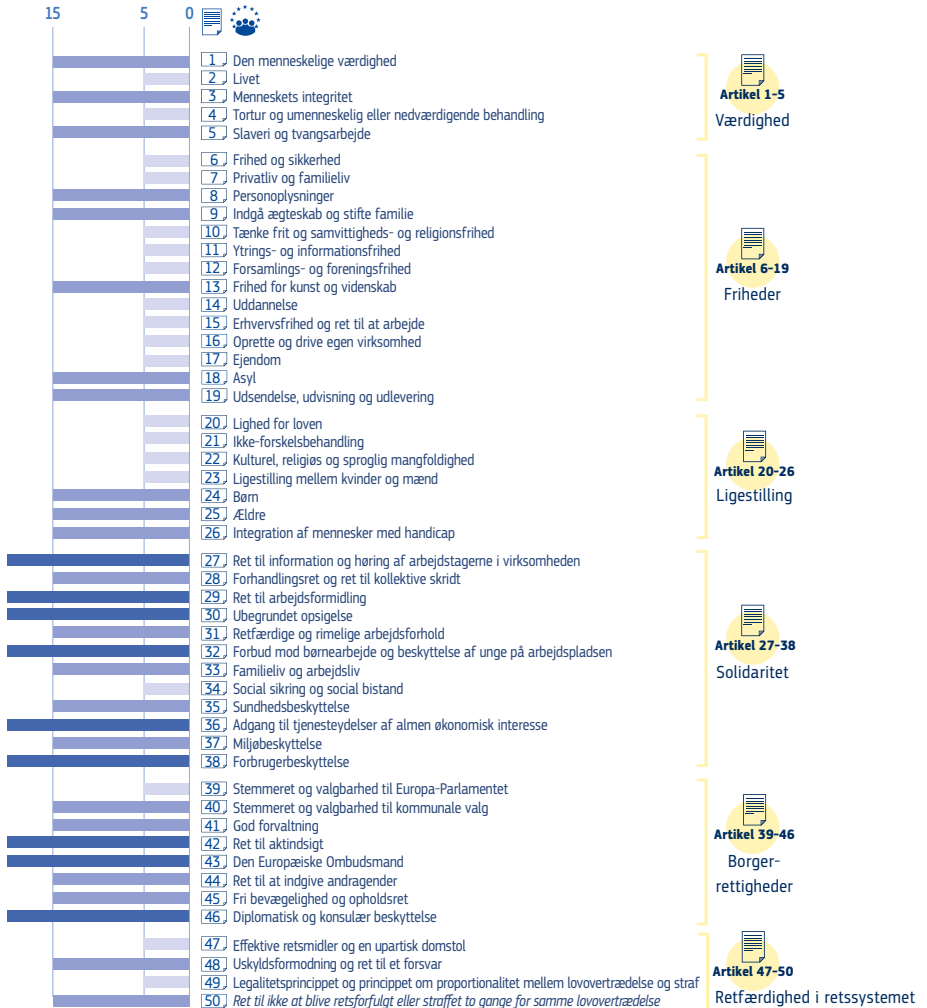 15 5 0
1 Den menneskelige værdighed
2 Livet
3 Menneskets integritet
4 Tortur og umenneskelig eller nedværdigende behandling
5 Slaveri og tvangsarbejde
Artikel 1-5
Værdighed
6 Frihed og sikkerhed
7 Privatliv og familieliv
8 Personoplysninger
9 Indgå ægteskab og stifte familie
10 Tænke frit og samvittigheds- og religionsfrihed
11 Ytrings- og informationsfrihed
12 Forsamlings- og foreningsfrihed
13 Frihed for kunst og videnskab
14 Uddannelse
15 Erhvervsfrihed og ret til at arbejde
16 Oprette og drive egen virksomhed
17 Ejendom
18 Asyl
19 Udsendelse, udvisning og udlevering
Artikel 6-19
Friheder
20 Lighed for loven
21 Ikke-forskelsbehandling
22 Kulturel, religiøs og sproglig mangfoldighed
23 Ligestilling mellem kvinder og mænd
24 Børn
25 Ældre
26 Integration af mennesker med handicap
Artikel 20-26
Ligestilling
27 Ret til information og høring af arbejdstagerne i virksomheden
28 Forhandlingsret og ret til kollektive skridt
29 Ret til arbejdsformidling
30 Ubegrundet opsigelse
31 Retfærdige og rimelige arbejdsforhold
32 Forbud mod børnearbejde og beskyttelse af unge på arbejdspladsen
33 Familieliv og arbejdsliv
34 Social sikring og social bistand
35 Sundhedsbeskyttelse
36 Adgang til tjenesteydelser af almen økonomisk interesse
37 Miljøbeskyttelse
38 Forbrugerbeskyttelse
Artikel 27-38
Solidaritet
39 Stemmeret og valgbarhed til Europa-Parlamentet
40 Stemmeret og valgbarhed til kommunale valg
41 God forvaltning
42 Ret til aktindsigt
43 Den Europæiske Ombudsmand
44 Ret til at indgive andragender
45 Fri bevægelighed og opholdsret
46 Diplomatisk og konsulær beskyttelse
Artikel 39-46
Borger-
rettigheder
47 Effektive retsmidler og en upartisk domstol
48 Uskyldsformodning og ret til et forsvar
49 Legalitetsprincippet og princippet om proportionalitet mellem lovovertrædelse og straf
50 Ret til ikke at blive retsforfulgt eller straffet to gange for samme lovovertrædelse
Artikel 47-50
Retfærdighed i retssystemet